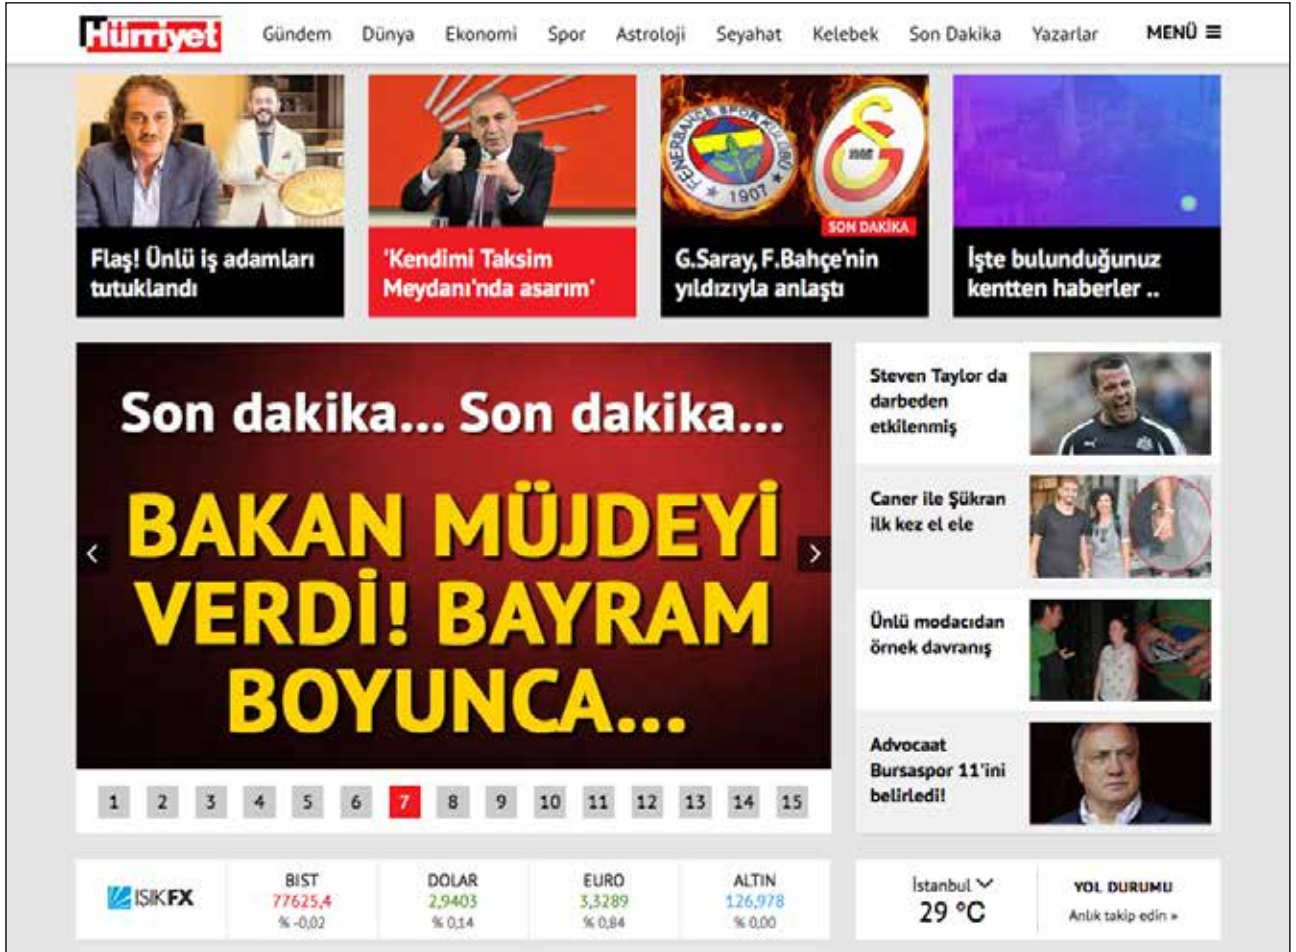 Hürriyet
Gündem Dünya Ekonomi Spor Astroloji Seyahat Kelebek Son Dakika Yazarlar MENÜ
Flaş! Ünlü iş adamları
tutuklandı
'Kendimi Taksim
Meydanı'nda asarım'
FENERBAHÇE SPOR KULÜBÜ
1907
SON DAKİKA
G.Saray, F.Bahçe'nin
yıldızıyla anlaştı
İşte bulunduğunuz
kentten haberler ..
Son dakika... Son dakika...
BAKAN MÜJDEYİ
VERDİ! BAYRAM
BOYUNCA...
1 2 3 4 5 6 7 8 9 10 11 12 13 14 15
Steven Taylor da
darbeden
etkilenmiş
Caner ile Şükran
ilk kez el ele
Ünlü modacıdan
örnek davranış
Advocaat
Bursaspor 11'ini
belirledi!
IŞIKFX
BIST
77625,4
% -0,02
DOLAR
2,9403
% 0,14
EURO
3,3289
% 0,84
ALTIN
126,978
% 0,00
İstanbul
29 °C
YOL DURUMU
Anlık takip edin »